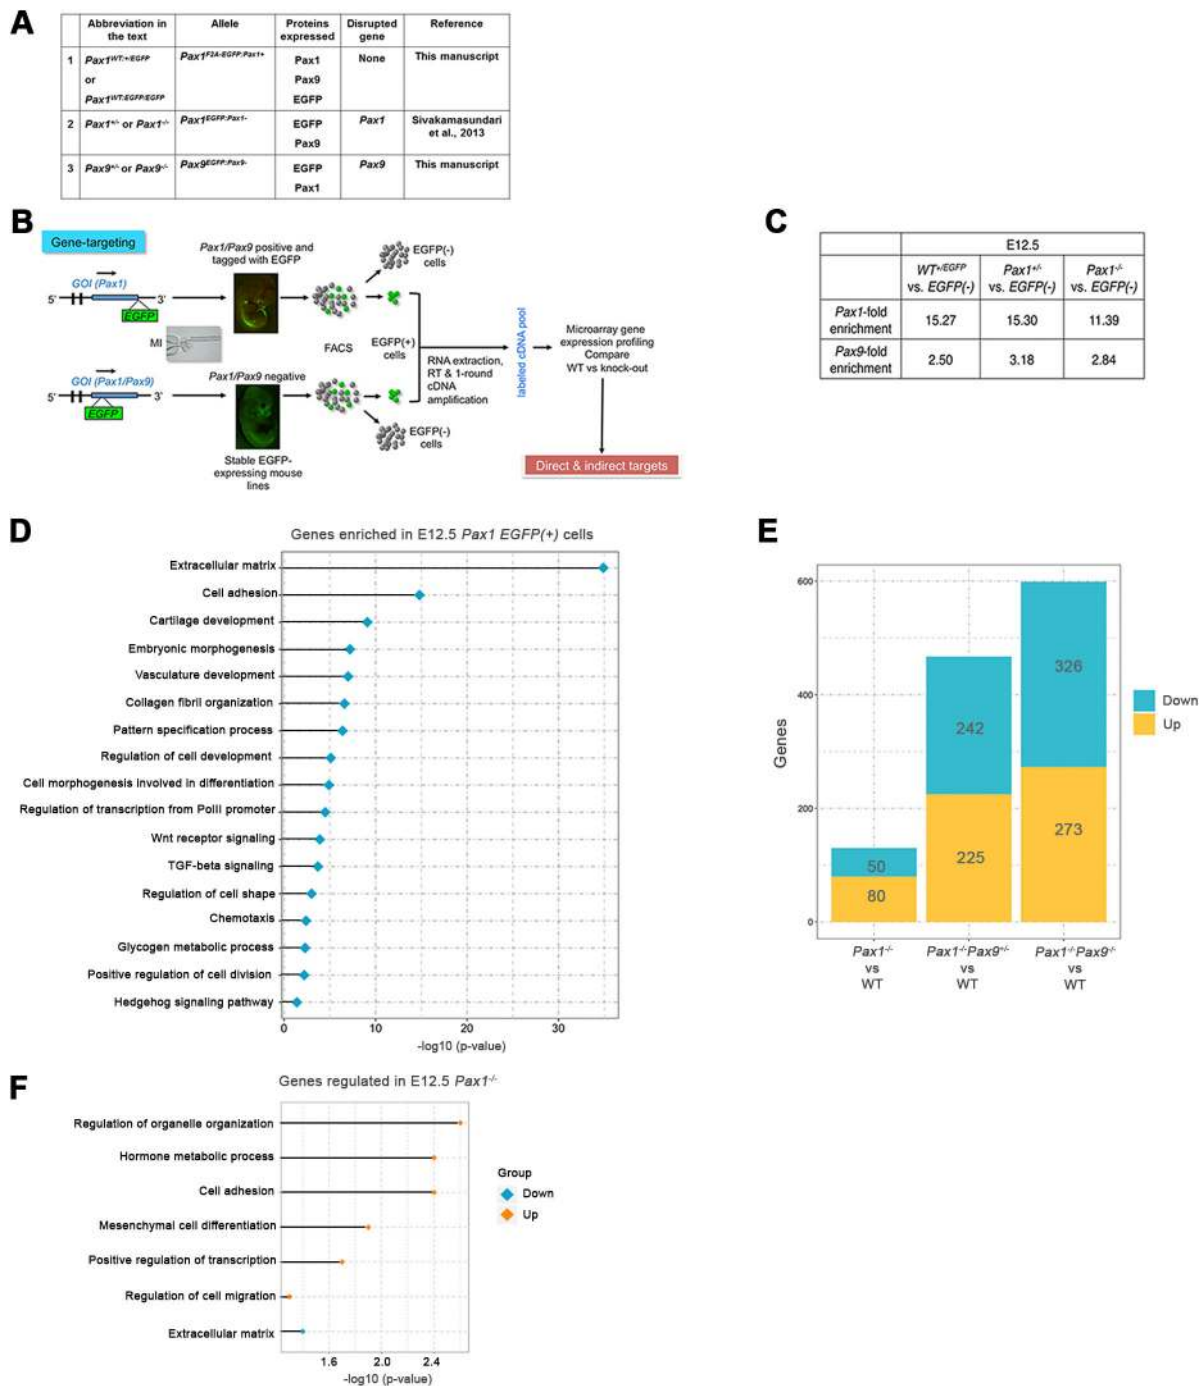 A
Abbreviation in the text
Allele
Proteins expressed
Disrupted gene
Reference
1
Pax1WT:+/EGFP
or
Pax1WT:EGFP/EGFP
Pax1F2A-EGFP:Pax1+
Pax1
Pax9
EGFP
None
This manuscript
2
Pax1+/- or Pax1-/-
Pax1EGFP:Pax1-
EGFP
Pax9
Pax1
Sivakamasundari et al., 2013
3
Pax9+/- or Pax9-/-
Pax9EGFP:Pax9-
EGFP
Pax1
Pax9
This manuscript
B
Gene-targeting
GOI (Pax1)
5'
3'
EGFP
MI
GOI (Pax1/Pax9)
5'
3'
EGFP
Pax1/Pax9 positive and
tagged with EGFP
Pax1/Pax9 negative
Stable EGFP-
expressing mouse
lines
FACS
EGFP(-)
cells
EGFP(+)
cells
EGFP(-)
cells
RNA extraction,
RT & 1-round
cDNA
amplification
labeled cDNA pool
Microarray gene
expression profiling
Compare
WT vs knock-out
Direct & indirect targets
C
E12.5
WT+/EGFP
vs. EGFP(-)
Pax1+/-
vs. EGFP(-)
Pax1-/-
vs. EGFP(-)
Pax1-fold
enrichment
15.27
15.30
11.39
Pax9-fold
enrichment
2.50
3.18
2.84
D
Genes enriched in E12.5 Pax1 EGFP(+) cells
Extracellular matrix
Cell adhesion
Cartilage development
Embryonic morphogenesis
Vasculature development
Collagen fibril organization
Pattern specification process
Regulation of cell development
Cell morphogenesis involved in differentiation
Regulation of transcription from PolII promoter
Wnt receptor signaling
TGF-beta signaling
Regulation of cell shape
Chemotaxis
Glycogen metabolic process
Positive regulation of cell division
Hedgehog signaling pathway
0 10 20 30
-log10 (p-value)
E
Genes
600
400
200
0
50
80
242
225
326
273
Down
Up
Pax1-/-
vs
WT
Pax1-/-Pax9+/-
vs
WT
Pax1-/-Pax9-/-
vs
WT
F
Genes regulated in E12.5 Pax1-/-
Regulation of organelle organization
Hormone metabolic process
Cell adhesion
Mesenchymal cell differentiation
Positive regulation of transcription
Regulation of cell migration
Extracellular matrix
1.6 2.0 2.4
-log10 (p-value)
Group
Down
Up